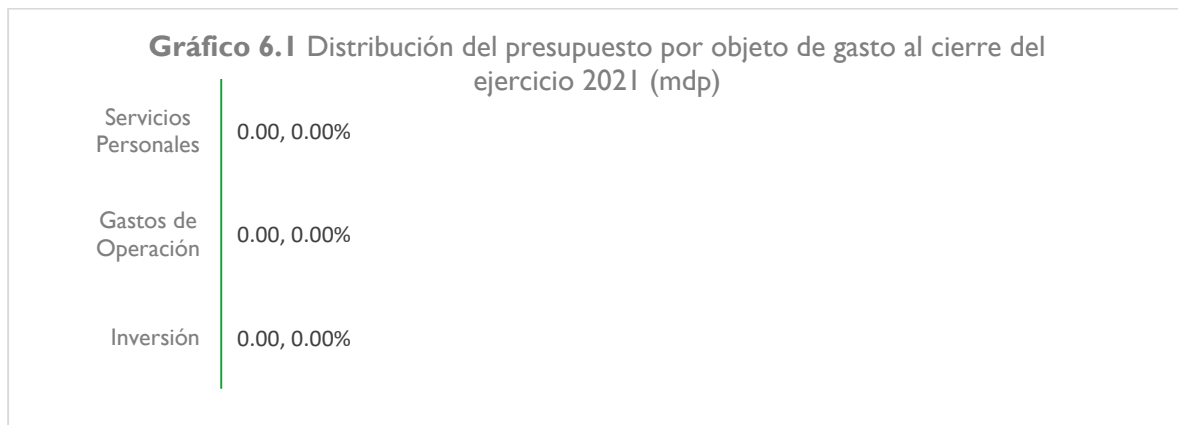 Gráfico 6.1 Distribución del presupuesto por objeto de gasto al cierre del
ejercicio 2021 (mdp)
Servicios
Personales
0.00, 0.00%
Gastos de
Operación
0.00, 0.00%
Inversión
0.00, 0.00%